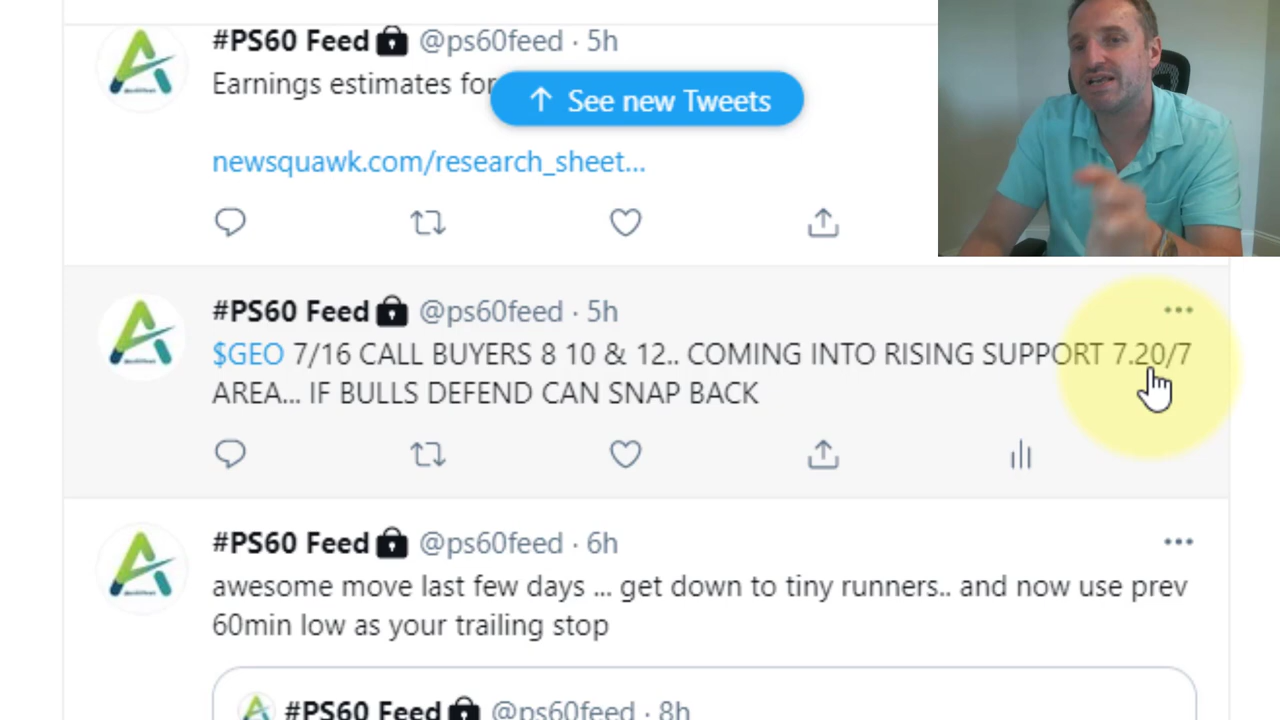 #PS60 Feed @ps60feed · 5h
Earnings estimates for
↑ See new Tweets
newsquawk.com/research_sheet...
#PS60 Feed @ps60feed · 5h
$GEO 7/16 CALL BUYERS 8 10 & 12.. COMING INTO RISING SUPPORT 7.20/7
AREA... IF BULLS DEFEND CAN SNAP BACK
#PS60 Feed @ps60feed · 6h
awesome move last few days ... get down to tiny runners.. and now use prev
60min low as your trailing stop
#PS60 Feed @ps60feed · 8h